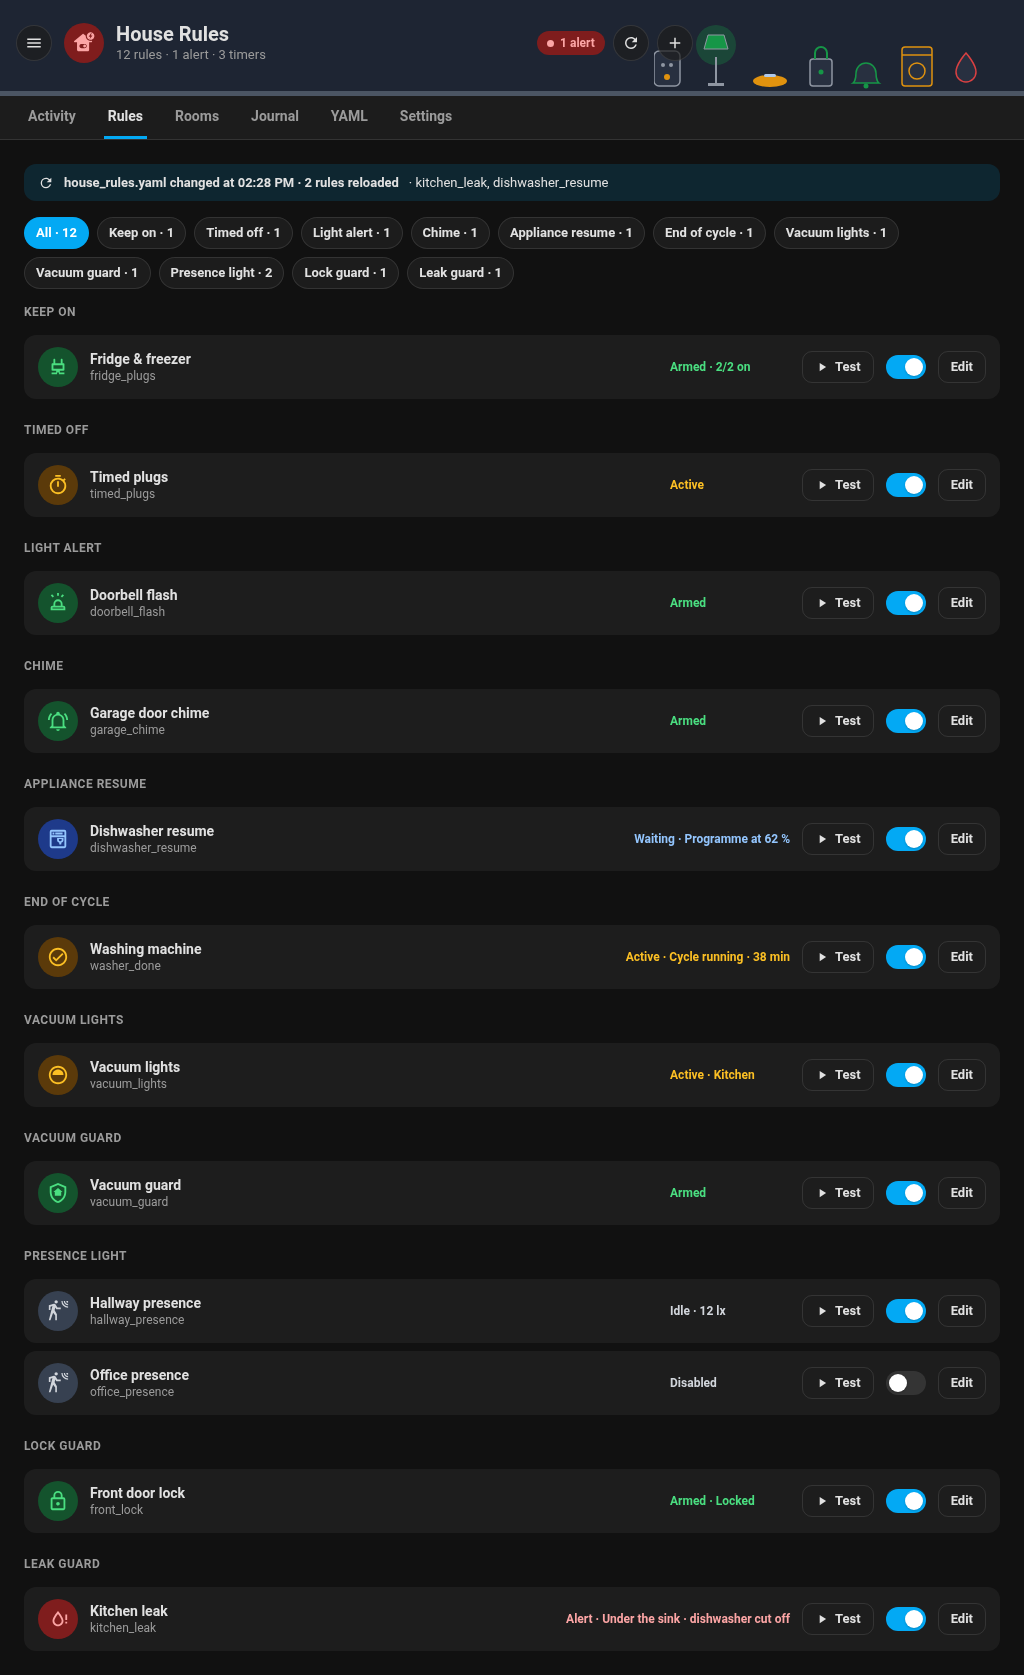 House Rules
12 rules · 1 alert · 3 timers
1 alert
Activity
Rules
Rooms
Journal
YAML
Settings
house_rules.yaml changed at 02:28 PM · 2 rules reloaded · kitchen_leak, dishwasher_resume
All · 12
Keep on · 1
Timed off · 1
Light alert · 1
Chime · 1
Appliance resume · 1
End of cycle · 1
Vacuum lights · 1
Vacuum guard · 1
Presence light · 2
Lock guard · 1
Leak guard · 1
KEEP ON
Fridge & freezer
fridge_plugs
Armed · 2/2 on
Test
Edit
TIMED OFF
Timed plugs
timed_plugs
Active
Test
Edit
LIGHT ALERT
Doorbell flash
doorbell_flash
Armed
Test
Edit
CHIME
Garage door chime
garage_chime
Armed
Test
Edit
APPLIANCE RESUME
Dishwasher resume
dishwasher_resume
Waiting · Programme at 62 %
Test
Edit
END OF CYCLE
Washing machine
washer_done
Active · Cycle running · 38 min
Test
Edit
VACUUM LIGHTS
Vacuum lights
vacuum_lights
Active · Kitchen
Test
Edit
VACUUM GUARD
Vacuum guard
vacuum_guard
Armed
Test
Edit
PRESENCE LIGHT
Hallway presence
hallway_presence
Idle · 12 lx
Test
Edit
Office presence
office_presence
Disabled
Test
Edit
LOCK GUARD
Front door lock
front_lock
Armed · Locked
Test
Edit
LEAK GUARD
Kitchen leak
kitchen_leak
Alert · Under the sink · dishwasher cut off
Test
Edit